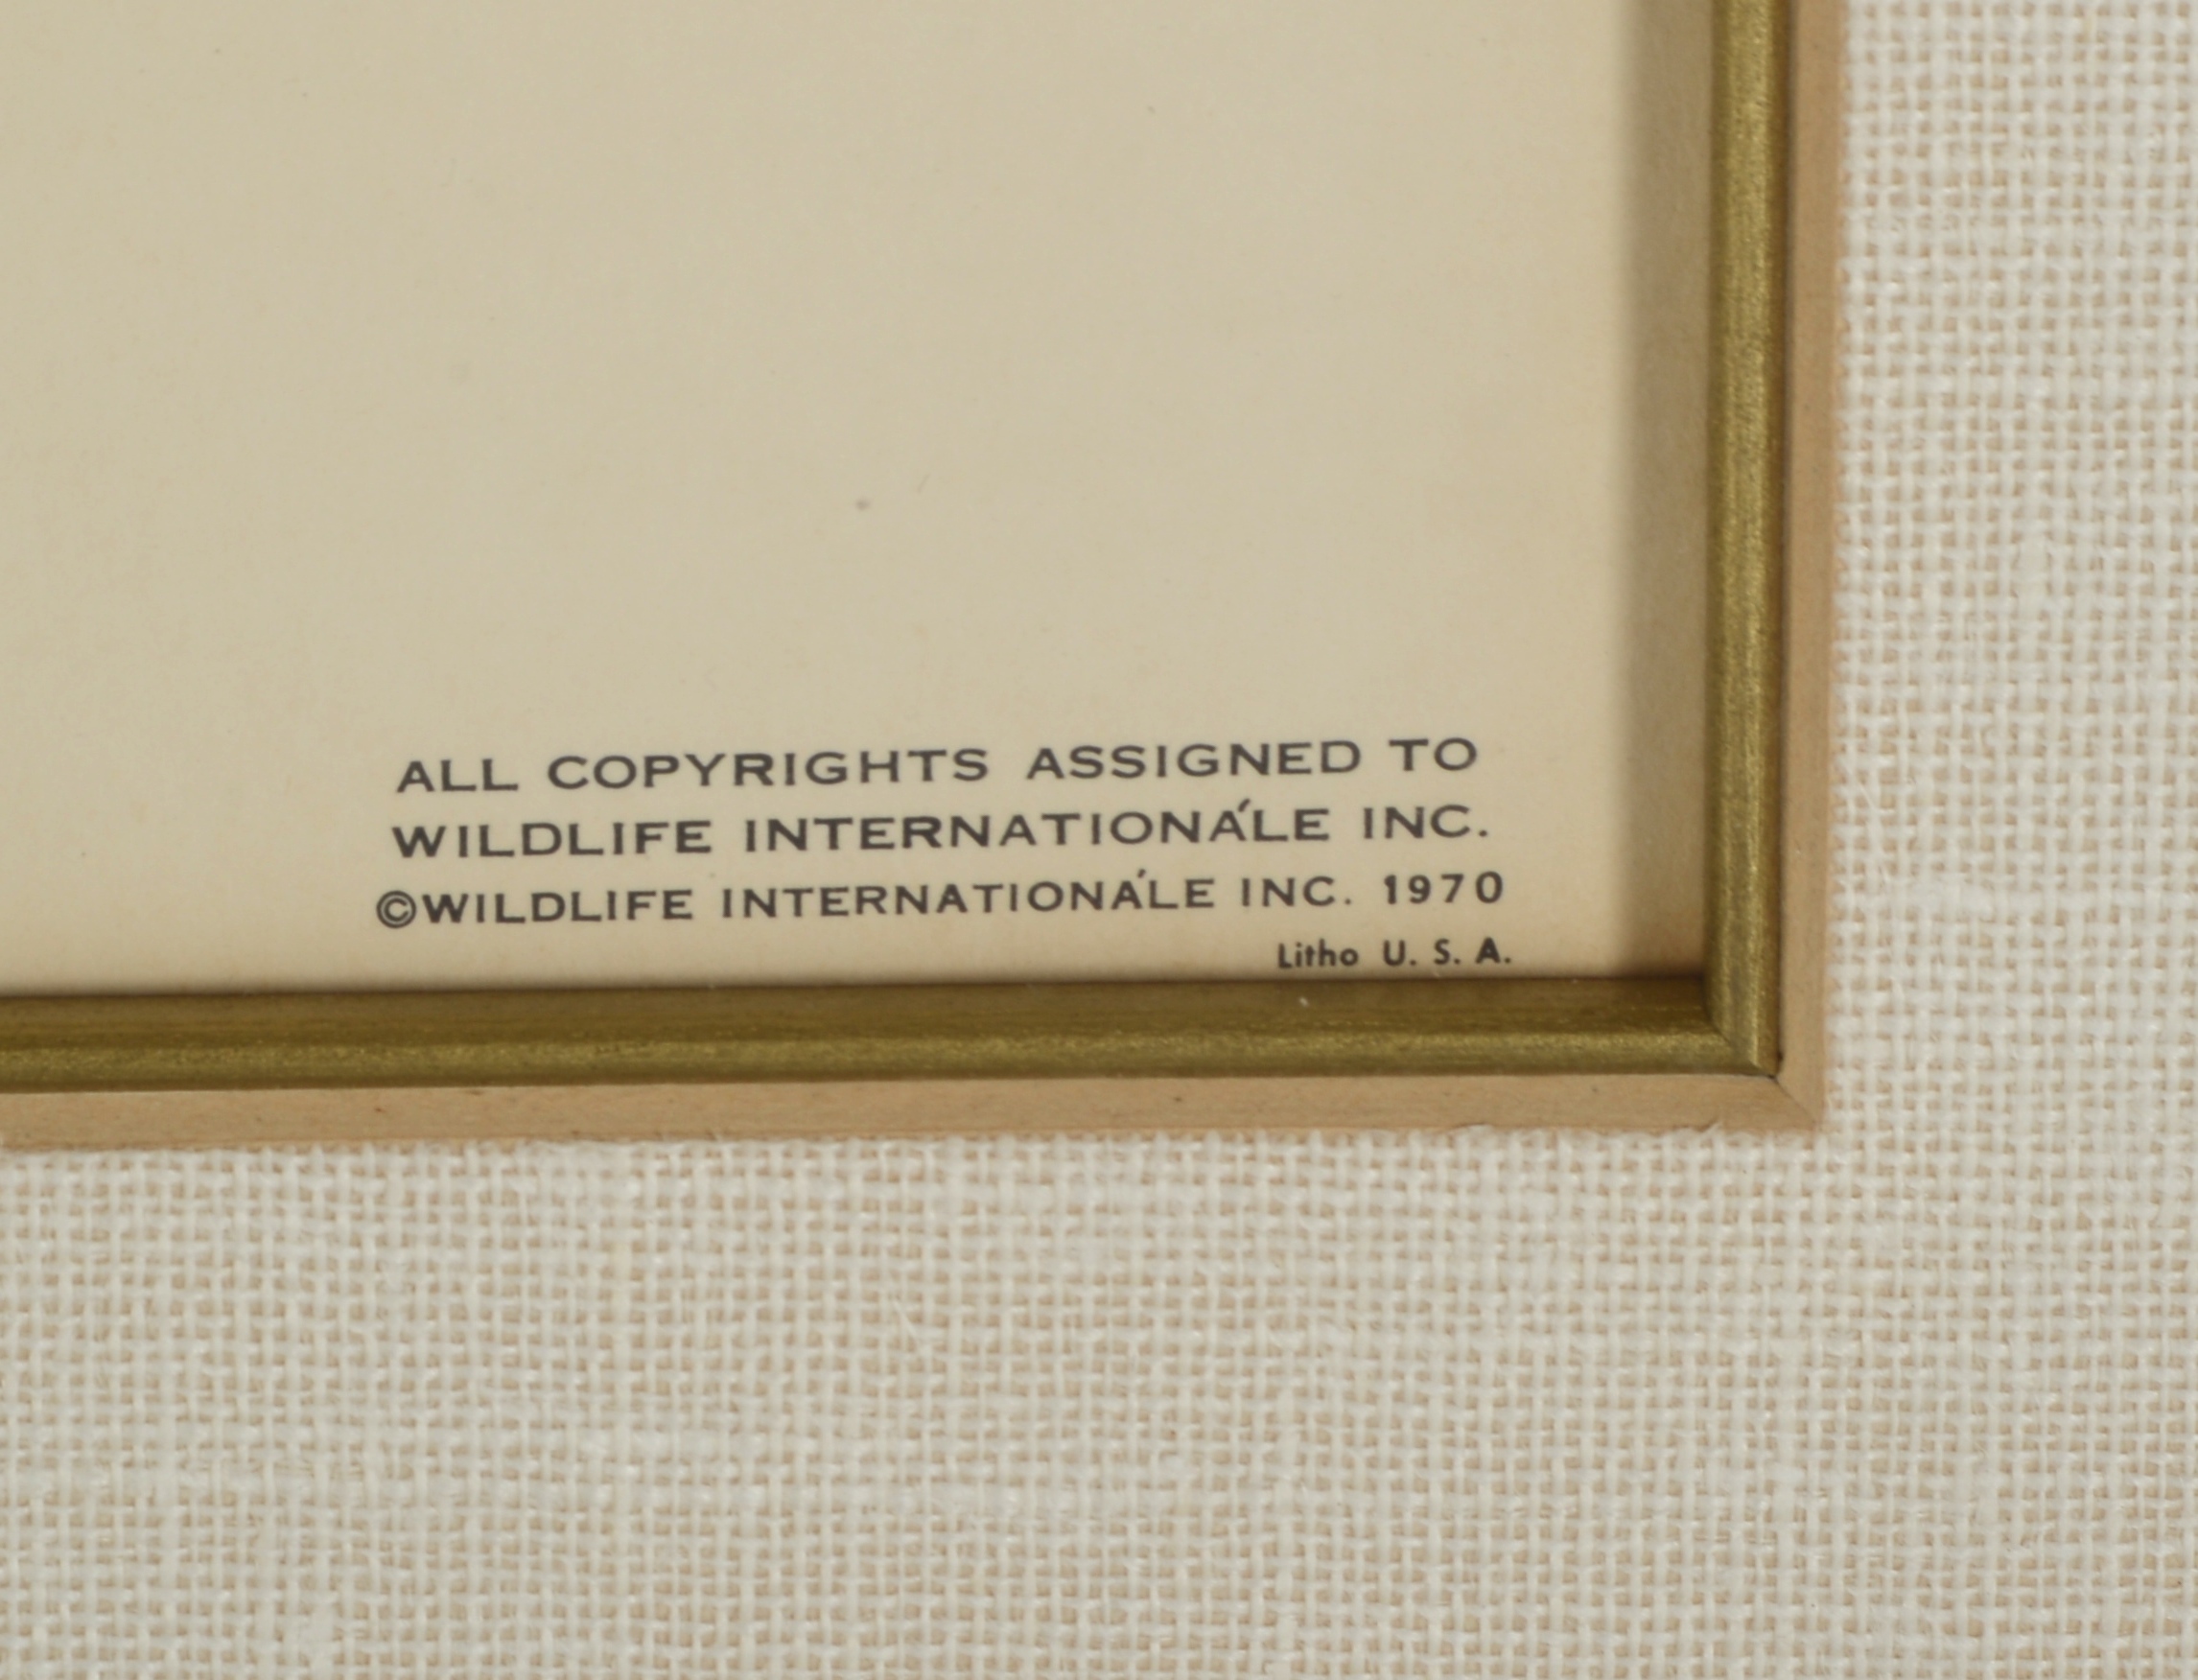 ALL COPYRIGHTS ASSIGNED TO
WILDLIFE INTERNATIONÁLE INC.
©WILDLIFE INTERNATIONÁLE INC. 1970
Litho U. S. A.